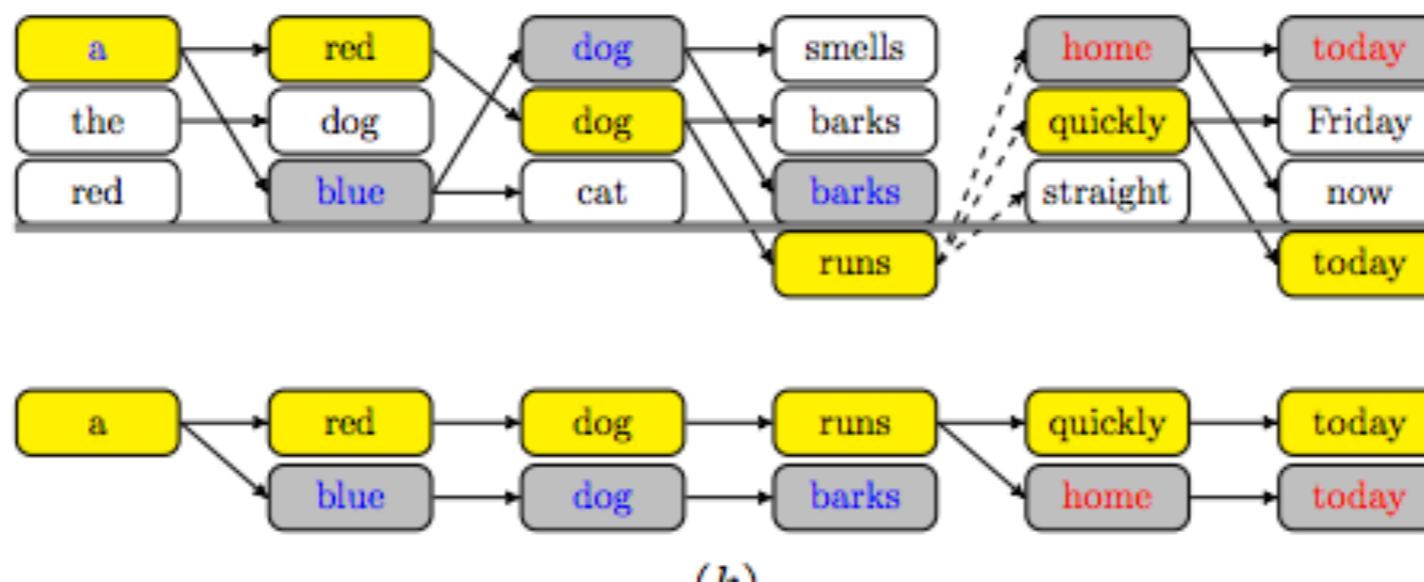 a red dog smells home today
the dog dog barks quickly Friday
red blue cat barks straight now
runs today
a red dog runs quickly today
blue dog barks home today